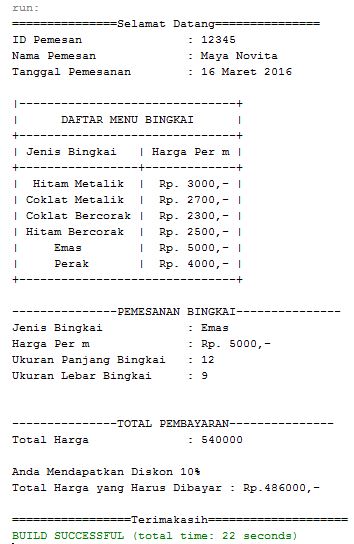 run:
===============Selamat Datang===============
ID Pemesan : 12345
Nama Pemesan : Maya Novita
Tanggal Pemesanan : 16 Maret 2016
|-------------------------------+
| DAFTAR MENU BINGKAI |
+-------------------------------+
| Jenis Bingkai | Harga Per m |
+-----------------+-------------+
| Hitam Metalik | Rp. 3000,- |
| Coklat Metalik | Rp. 2700,- |
| Coklat Bercorak | Rp. 2300,- |
| Hitam Bercorak | Rp. 2500,- |
| Emas | Rp. 5000,- |
| Perak | Rp. 4000,- |
+-------------------------------+
---------------PEMESANAN BINGKAI---------------
Jenis Bingkai : Emas
Harga Per m : Rp. 5000,-
Ukuran Panjang Bingkai : 12
Ukuran Lebar Bingkai : 9
---------------TOTAL PEMBAYARAN---------------
Total Harga : 540000
Anda Mendapatkan Diskon 10%
Total Harga yang Harus Dibayar : Rp.486000,-
=================Terimakasih====================
BUILD SUCCESSFUL (total time: 22 seconds)